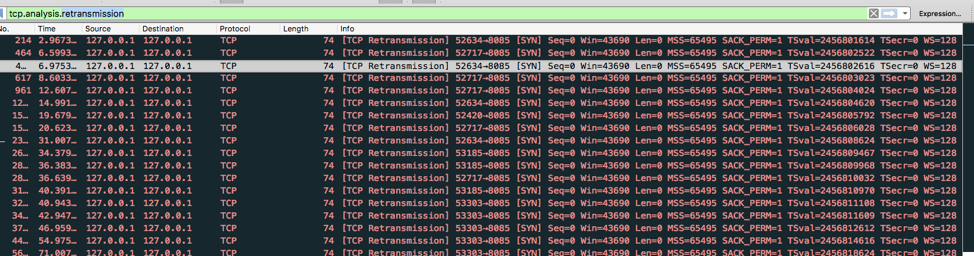 tcp.analysis.retransmission Expression…
No. Time Source Destination Protocol Length Info
214 2.9673… 127.0.0.1 127.0.0.1 TCP 74 [TCP Retransmission] 52634→8085 [SYN] Seq=0 Win=43690 Len=0 MSS=65495 SACK_PERM=1 TSval=2456801614 TSecr=0 WS=128
464 6.5993… 127.0.0.1 127.0.0.1 TCP 74 [TCP Retransmission] 52717→8085 [SYN] Seq=0 Win=43690 Len=0 MSS=65495 SACK_PERM=1 TSval=2456802522 TSecr=0 WS=128
4… 6.9753… 127.0.0.1 127.0.0.1 TCP 74 [TCP Retransmission] 52634→8085 [SYN] Seq=0 Win=43690 Len=0 MSS=65495 SACK_PERM=1 TSval=2456802616 TSecr=0 WS=128
617 8.6033… 127.0.0.1 127.0.0.1 TCP 74 [TCP Retransmission] 52717→8085 [SYN] Seq=0 Win=43690 Len=0 MSS=65495 SACK_PERM=1 TSval=2456803023 TSecr=0 WS=128
961 12.607… 127.0.0.1 127.0.0.1 TCP 74 [TCP Retransmission] 52717→8085 [SYN] Seq=0 Win=43690 Len=0 MSS=65495 SACK_PERM=1 TSval=2456804024 TSecr=0 WS=128
12… 14.991… 127.0.0.1 127.0.0.1 TCP 74 [TCP Retransmission] 52634→8085 [SYN] Seq=0 Win=43690 Len=0 MSS=65495 SACK_PERM=1 TSval=2456804620 TSecr=0 WS=128
15… 19.679… 127.0.0.1 127.0.0.1 TCP 74 [TCP Retransmission] 52420→8085 [SYN] Seq=0 Win=43690 Len=0 MSS=65495 SACK_PERM=1 TSval=2456805792 TSecr=0 WS=128
15… 20.623… 127.0.0.1 127.0.0.1 TCP 74 [TCP Retransmission] 52717→8085 [SYN] Seq=0 Win=43690 Len=0 MSS=65495 SACK_PERM=1 TSval=2456806028 TSecr=0 WS=128
23… 31.007… 127.0.0.1 127.0.0.1 TCP 74 [TCP Retransmission] 52634→8085 [SYN] Seq=0 Win=43690 Len=0 MSS=65495 SACK_PERM=1 TSval=2456808624 TSecr=0 WS=128
26… 34.379… 127.0.0.1 127.0.0.1 TCP 74 [TCP Retransmission] 53185→8085 [SYN] Seq=0 Win=43690 Len=0 MSS=65495 SACK_PERM=1 TSval=2456809467 TSecr=0 WS=128
28… 36.383… 127.0.0.1 127.0.0.1 TCP 74 [TCP Retransmission] 53185→8085 [SYN] Seq=0 Win=43690 Len=0 MSS=65495 SACK_PERM=1 TSval=2456809968 TSecr=0 WS=128
28… 36.639… 127.0.0.1 127.0.0.1 TCP 74 [TCP Retransmission] 52717→8085 [SYN] Seq=0 Win=43690 Len=0 MSS=65495 SACK_PERM=1 TSval=2456810032 TSecr=0 WS=128
31… 40.391… 127.0.0.1 127.0.0.1 TCP 74 [TCP Retransmission] 53185→8085 [SYN] Seq=0 Win=43690 Len=0 MSS=65495 SACK_PERM=1 TSval=2456810970 TSecr=0 WS=128
32… 40.943… 127.0.0.1 127.0.0.1 TCP 74 [TCP Retransmission] 53303→8085 [SYN] Seq=0 Win=43690 Len=0 MSS=65495 SACK_PERM=1 TSval=2456811108 TSecr=0 WS=128
34… 42.947… 127.0.0.1 127.0.0.1 TCP 74 [TCP Retransmission] 53303→8085 [SYN] Seq=0 Win=43690 Len=0 MSS=65495 SACK_PERM=1 TSval=2456811609 TSecr=0 WS=128
37… 46.959… 127.0.0.1 127.0.0.1 TCP 74 [TCP Retransmission] 53303→8085 [SYN] Seq=0 Win=43690 Len=0 MSS=65495 SACK_PERM=1 TSval=2456812612 TSecr=0 WS=128
44… 54.975… 127.0.0.1 127.0.0.1 TCP 74 [TCP Retransmission] 53303→8085 [SYN] Seq=0 Win=43690 Len=0 MSS=65495 SACK_PERM=1 TSval=2456814616 TSecr=0 WS=128
56… 71.007… 127.0.0.1 127.0.0.1 TCP 74 [TCP Retransmission] 53303→8085 [SYN] Seq=0 Win=43690 Len=0 MSS=65495 SACK_PERM=1 TSval=2456818624 TSecr=0 WS=128